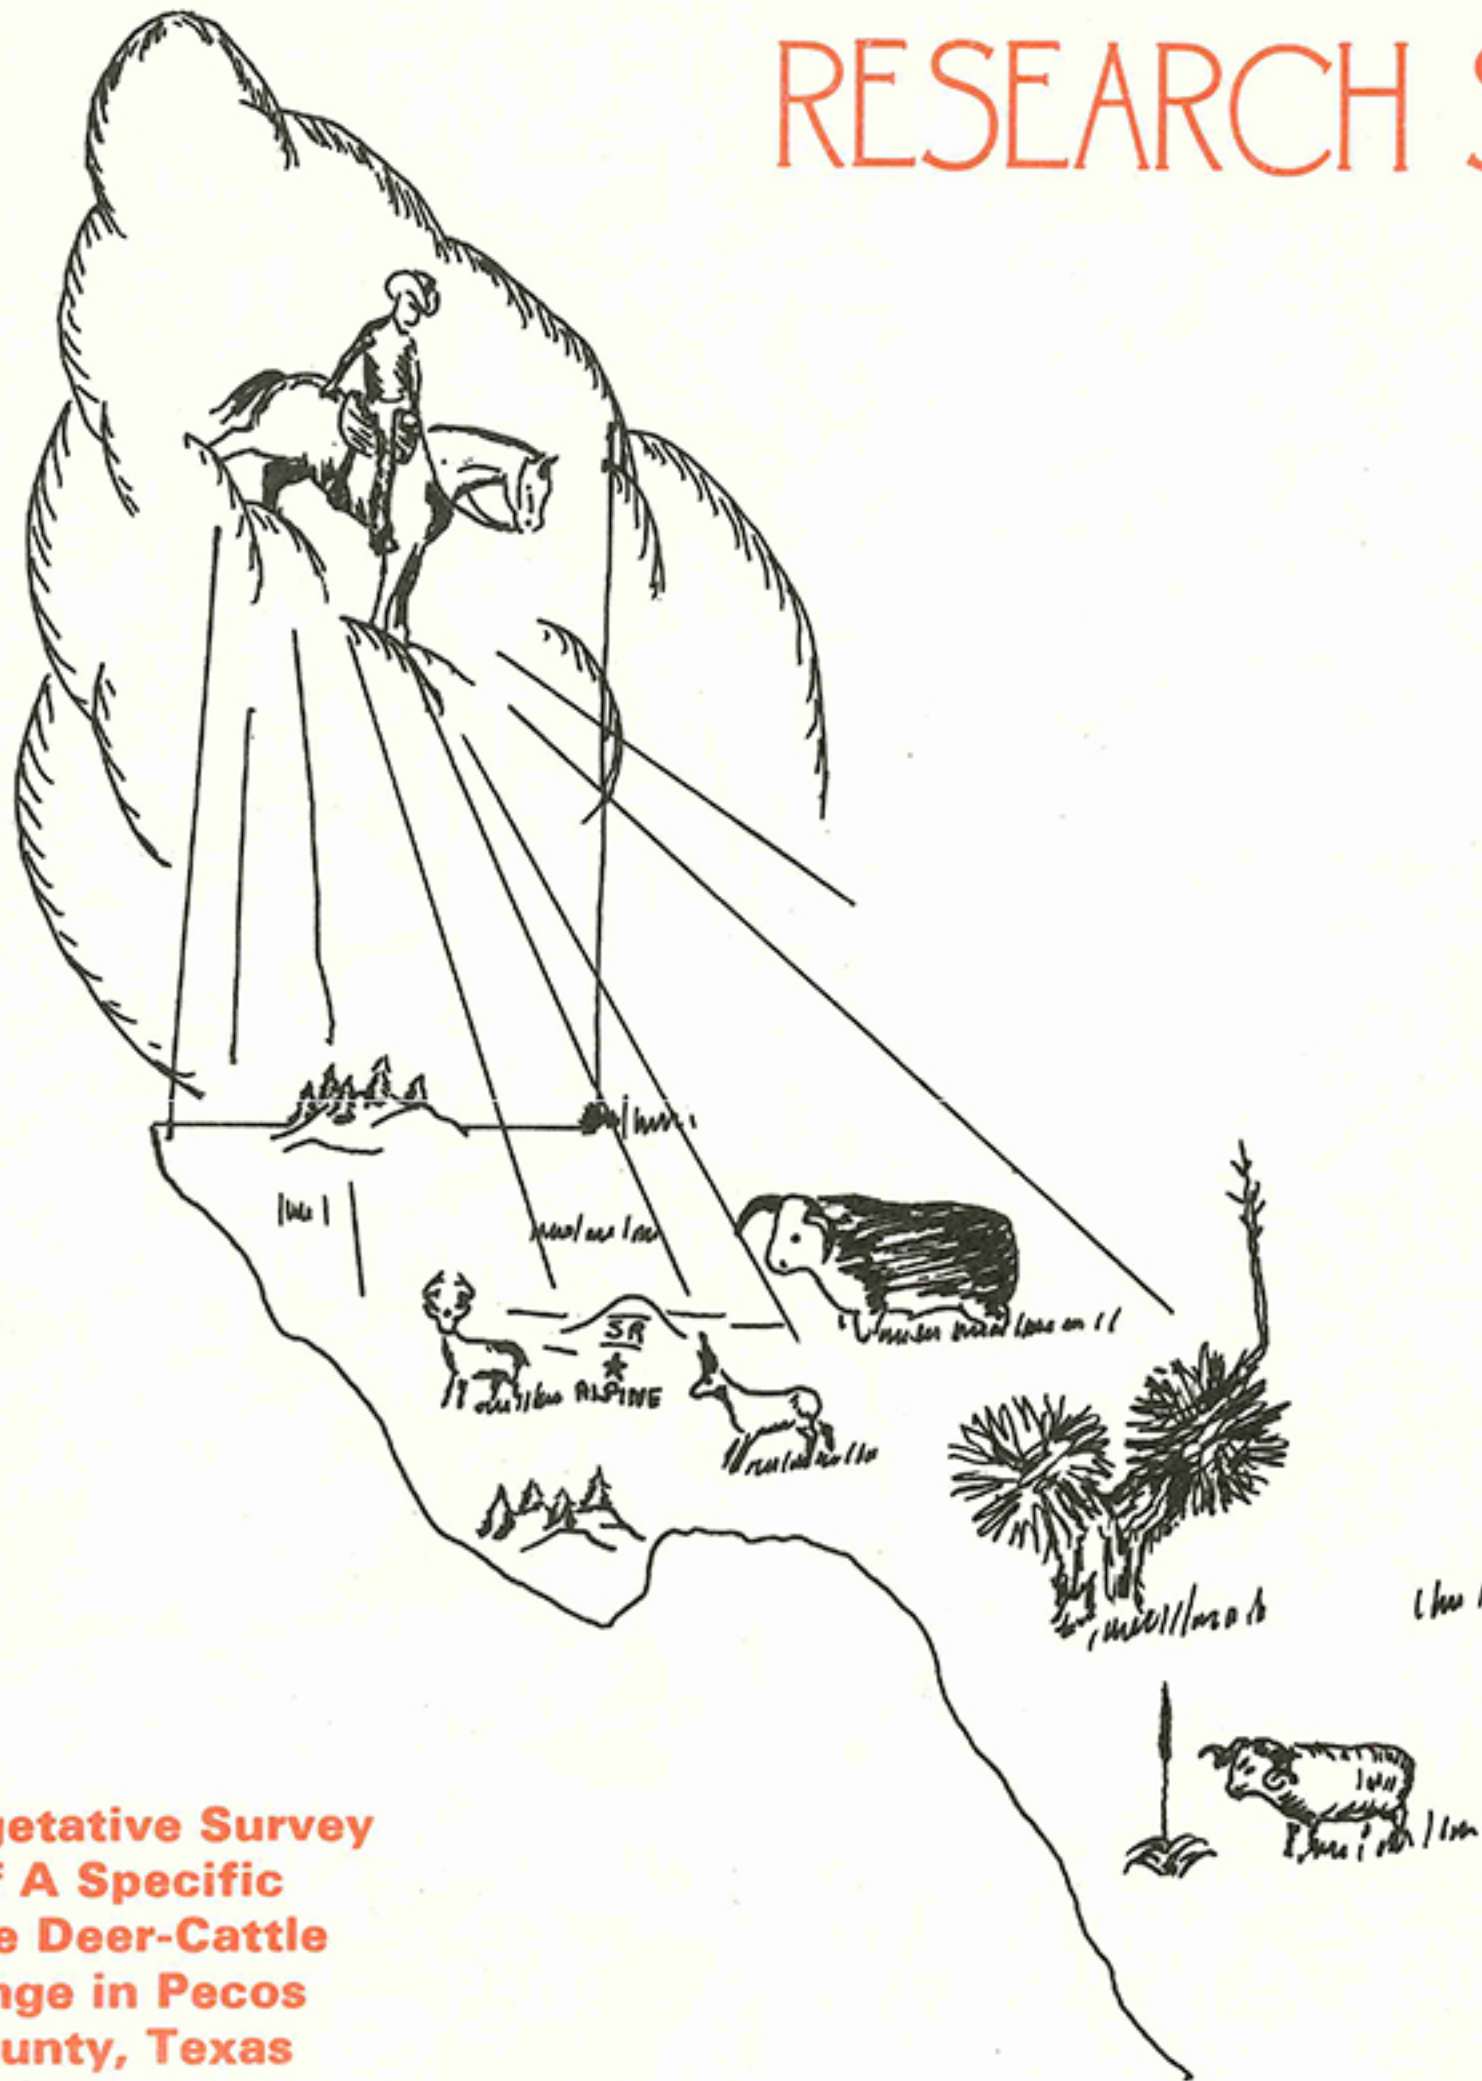 RESEARCH S
SR
ALPINE
getative Survey
f A Specific
e Deer-Cattle
nge in Pecos
unty, Texas